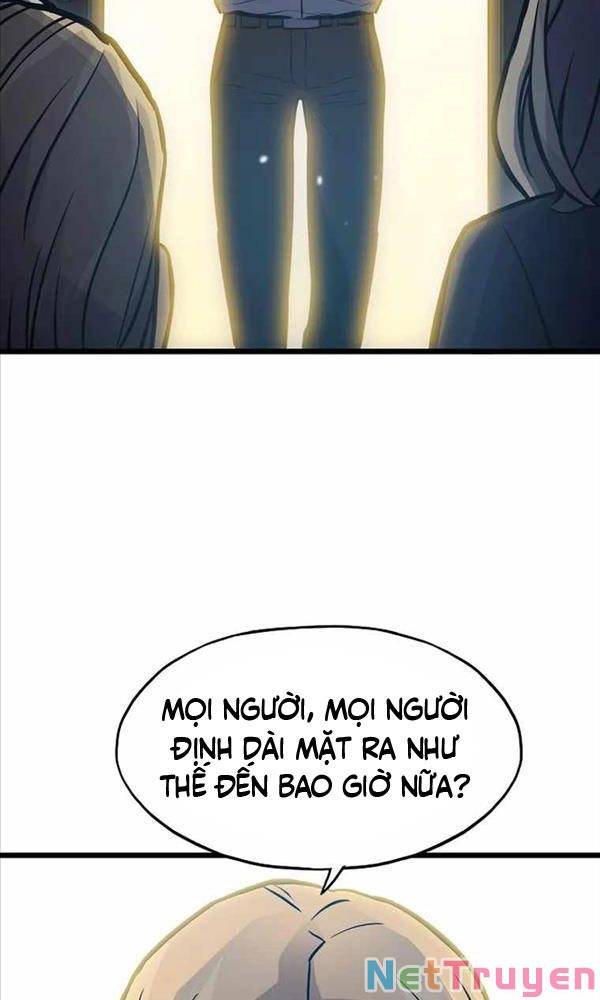 MỌI NGƯỜI, MỌI NGƯỜI
ĐỊNH DÀI MẶT RA NHƯ
THẾ ĐẾN BAO GIỜ NỮA?
NetTruyen